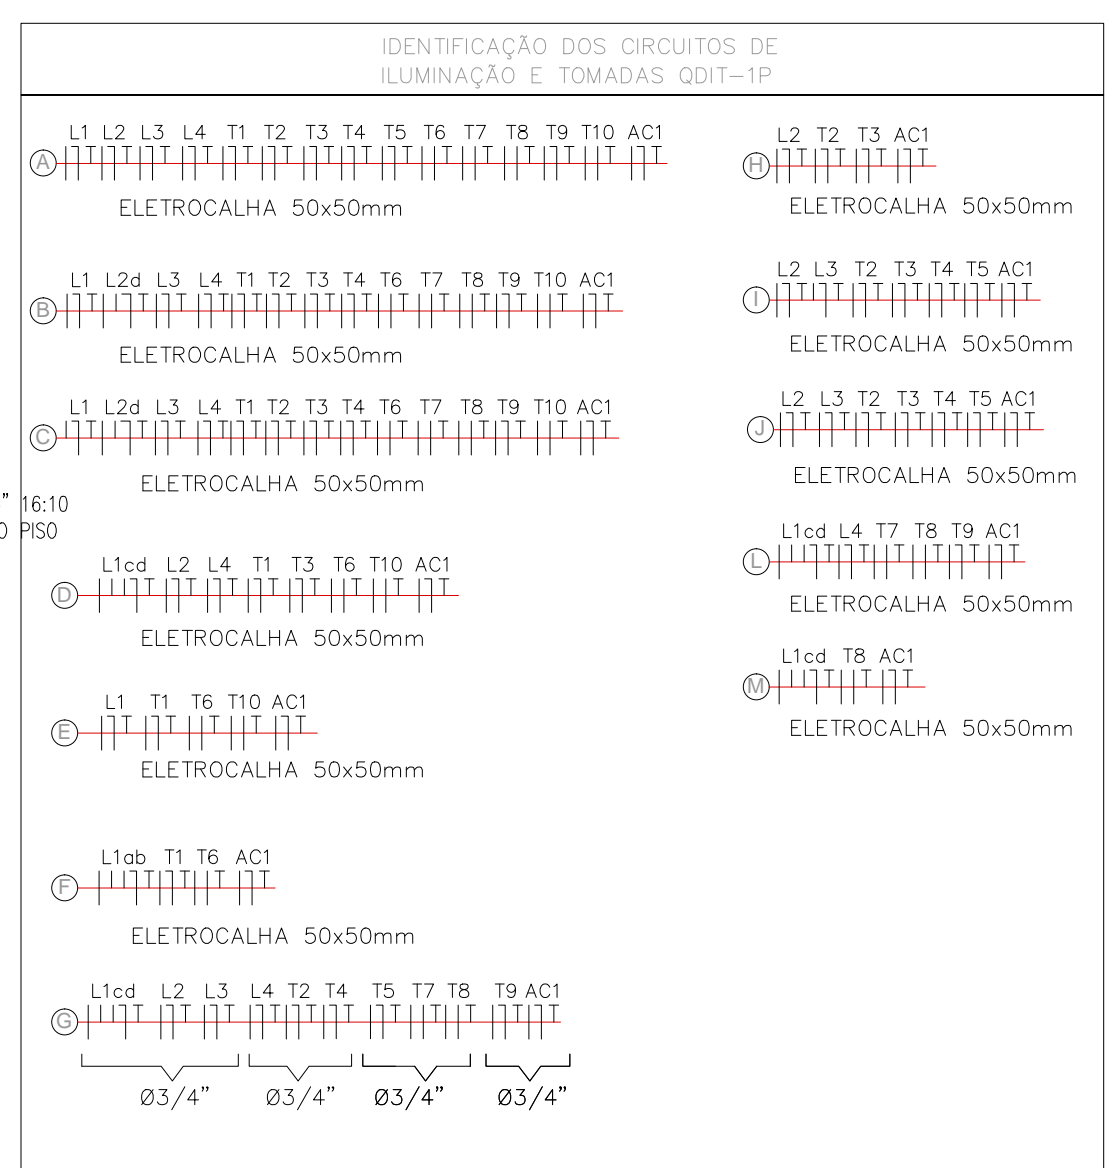 IDENTIFICAÇÃO DOS CIRCUITOS DE
ILUMINAÇÃO E TOMADAS QDIT-1P
L1 L2 L3 L4 T1 T2 T3 T4 T5 T6 T7 T8 T9 T10 AC1
A
ELETROCALHA 50x50mm
L1 L2d L3 L4 T1 T2 T3 T4 T6 T7 T8 T9 T10 AC1
B
ELETROCALHA 50x50mm
L1 L2d L3 L4 T1 T2 T3 T4 T6 T7 T8 T9 T10 AC1
C
ELETROCALHA 50x50mm
" 16:10
O PISO
L1cd L2 L4 T1 T3 T6 T10 AC1
D
ELETROCALHA 50x50mm
L1 T1 T6 T10 AC1
E
ELETROCALHA 50x50mm
L1ab T1 T6 AC1
F
ELETROCALHA 50x50mm
L1cd L2 L3 L4 T2 T4 T5 T7 T8 T9 AC1
G
Ø3/4" Ø3/4" Ø3/4" Ø3/4"
L2 T2 T3 AC1
H
ELETROCALHA 50x50mm
L2 L3 T2 T3 T4 T5 AC1
I
ELETROCALHA 50x50mm
L2 L3 T2 T3 T4 T5 AC1
J
ELETROCALHA 50x50mm
L1cd L4 T7 T8 T9 AC1
L
ELETROCALHA 50x50mm
L1cd T8 AC1
M
ELETROCALHA 50x50mm